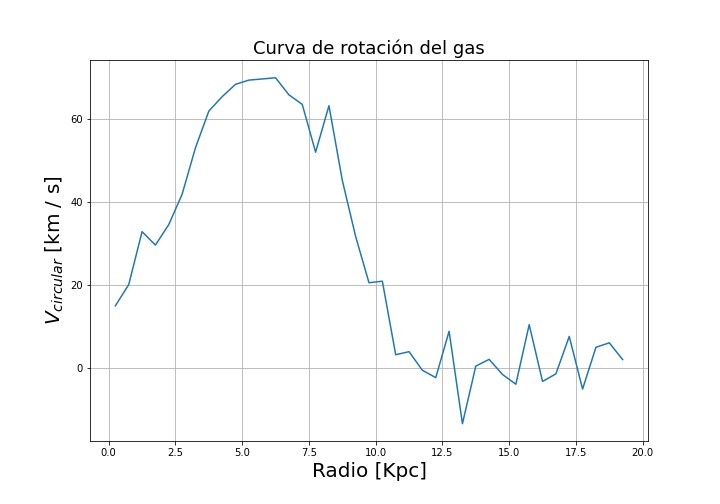 Curva de rotación del gas
V_circular [km / s]
60
40
20
0
0.0 2.5 5.0 7.5 10.0 12.5 15.0 17.5 20.0
Radio [Kpc]